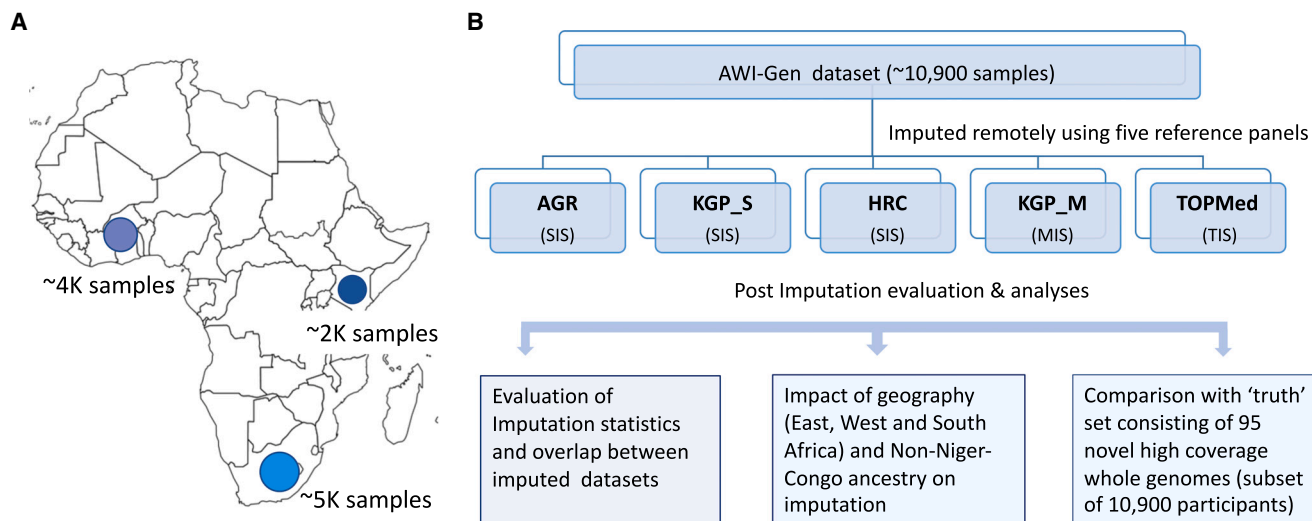 A
~4K samples
~2K samples
~5K samples
B
AWI-Gen dataset (~10,900 samples)
Imputed remotely using five reference panels
AGR
(SIS)
KGP_S
(SIS)
HRC
(SIS)
KGP_M
(MIS)
TOPMed
(TIS)
Post Imputation evaluation & analyses
Evaluation of
Imputation statistics
and overlap between
imputed datasets
Impact of geography
(East, West and South
Africa) and Non-Niger-
Congo ancestry on
imputation
Comparison with ‘truth’
set consisting of 95
novel high coverage
whole genomes (subset
of 10,900 participants)